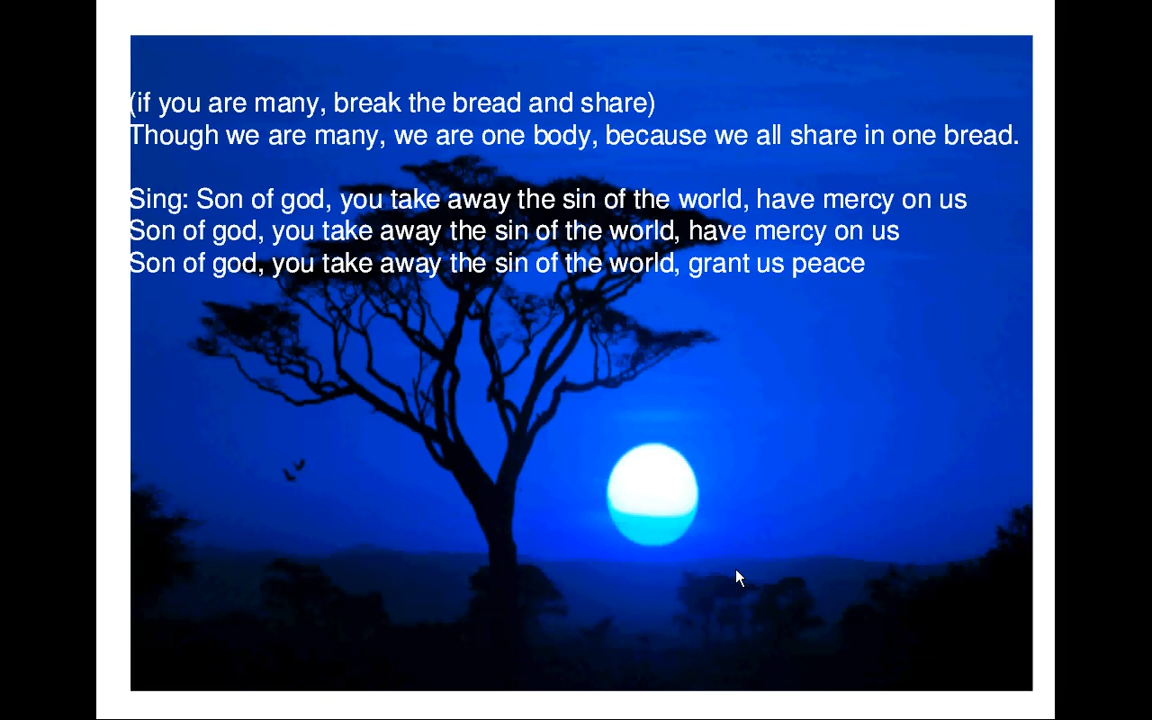 (if you are many, break the bread and share)
Though we are many, we are one body, because we all share in one bread.
Sing: Son of god, you take away the sin of the world, have mercy on us
Son of god, you take away the sin of the world, have mercy on us
Son of god, you take away the sin of the world, grant us peace